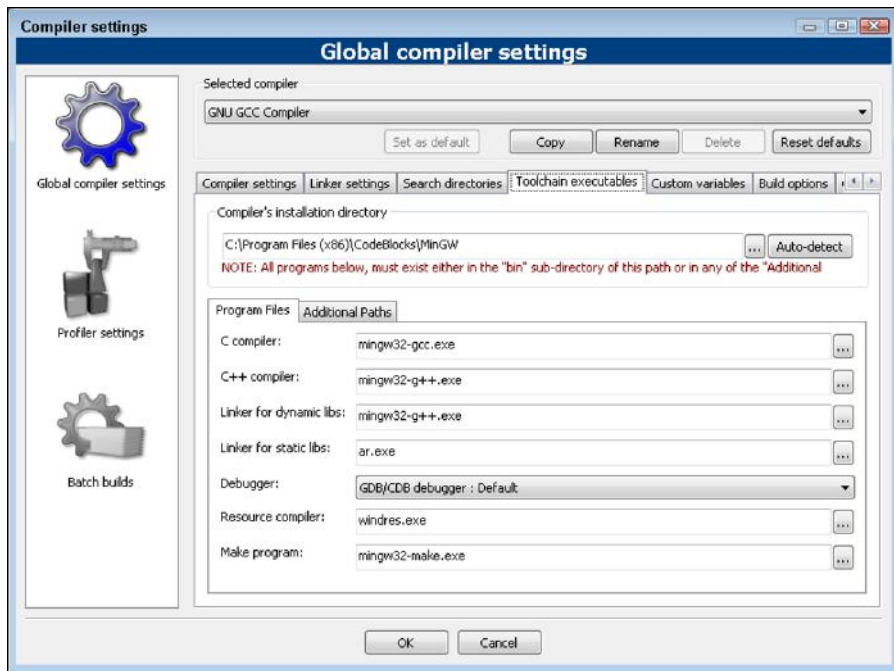 Compiler settings
Global compiler settings
Global compiler settings
Profiler settings
Batch builds
Selected compiler
GNU GCC Compiler
Set as default Copy Rename Delete Reset defaults
Compiler settings Linker settings Search directories Toolchain executables Custom variables Build options
Compiler's installation directory
C:\Program Files (x86)\CodeBlocks\MinGW ... Auto-detect
NOTE: All programs below, must exist either in the "bin" sub-directory of this path or in any of the "Additional
Program Files Additional Paths
C compiler: mingw32-gcc.exe ...
C++ compiler: mingw32-g++.exe ...
Linker for dynamic libs: mingw32-g++.exe ...
Linker for static libs: ar.exe ...
Debugger: GDB/CDB debugger : Default
Resource compiler: windres.exe ...
Make program: mingw32-make.exe ...
OK Cancel